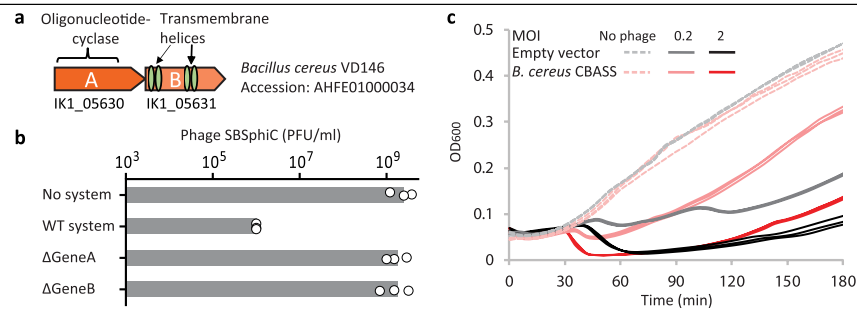 a
Oligonucleotide-
cyclase
Transmembrane
helices
A
B
IK1_05630
IK1_05631
Bacillus cereus VD146
Accession: AHFE01000034
b
Phage SBSphiC (PFU/ml)
10³ 10⁵ 10⁷ 10⁹
No system
WT system
ΔGeneA
ΔGeneB
c
MOI No phage 0.2 2
Empty vector
B. cereus CBASS
OD600
0.5
0.4
0.3
0.2
0.1
0
0 30 60 90 120 150 180
Time (min)